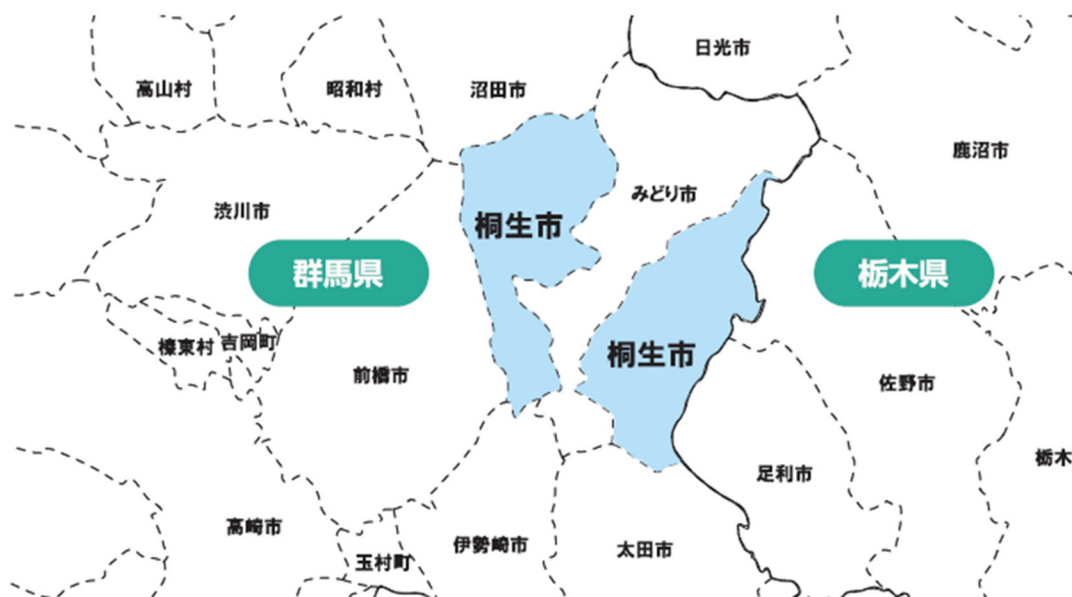 日光市
高山村
昭和村
沼田市
鹿沼市
みどり市
渋川市
桐生市
群馬県
栃木県
榛東村
吉岡町
桐生市
前橋市
佐野市
栃木
足利市
高崎市
伊勢崎市
太田市
玉村町